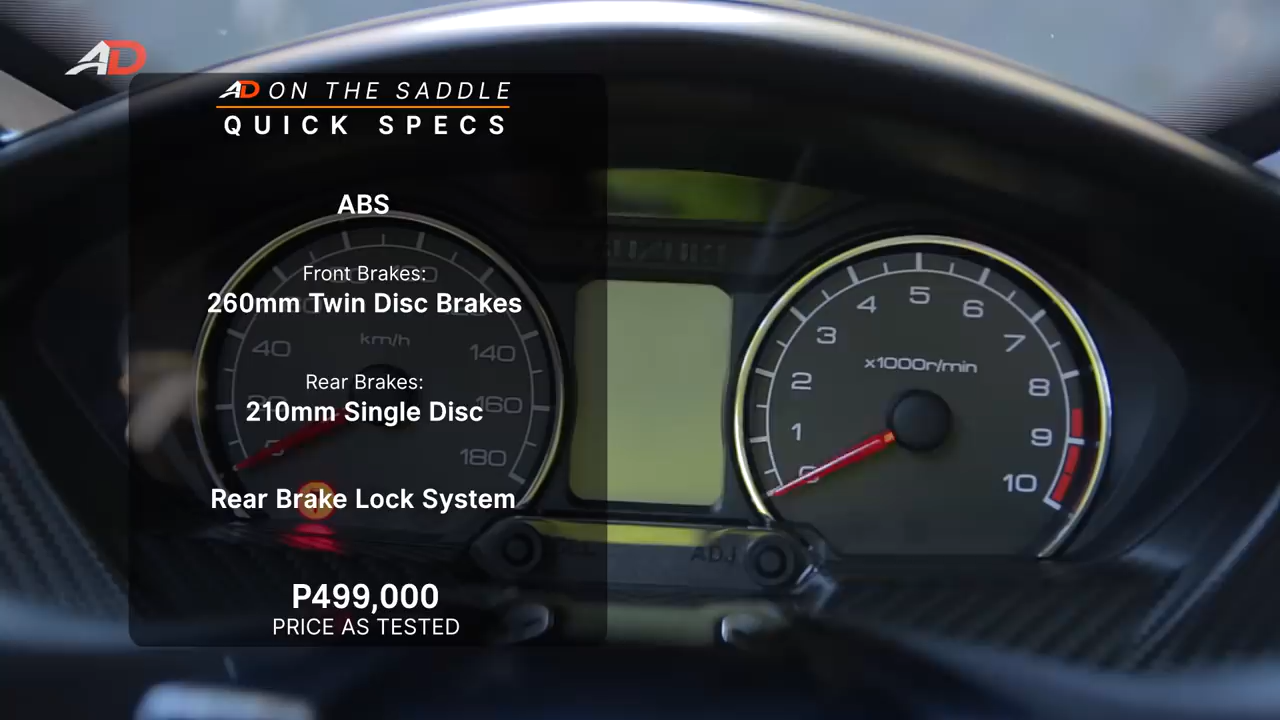 AD
AD ON THE SADDLE
QUICK SPECS
ABS
Front Brakes:
260mm Twin Disc Brakes
Rear Brakes:
210mm Single Disc
Rear Brake Lock System
P499,000
PRICE AS TESTED
SUZUKI
km/h
40
140
160
180
ADJ
x1000r/min
0
1
2
3
4
5
6
7
8
9
10